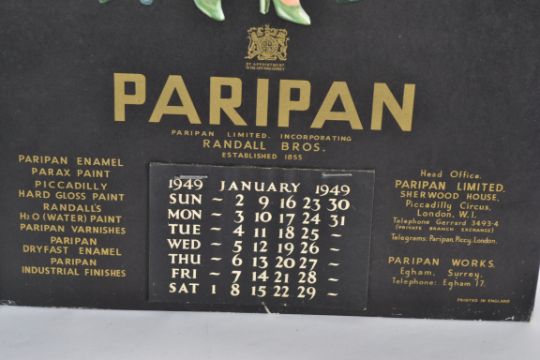 BY APPOINTMENT
PARIPAN
PARIPAN LIMITED, INCORPORATING
RANDALL BROS.
ESTABLISHED 1855
PARIPAN ENAMEL
PARAX PAINT
PICCADILLY
HARD GLOSS PAINT
RANDALL'S
H2O (WATER) PAINT
PARIPAN VARNISHES
PARIPAN
DRYFAST ENAMEL
PARIPAN
INDUSTRIAL FINISHES
1949 JANUARY 1949
SUN ~ 2 9 16 23 30
MON ~ 3 10 17 24 31
TUE ~ 4 11 18 25 ~
WED ~ 5 12 19 26 ~
THU ~ 6 13 20 27 ~
FRI ~ 7 14 21 28 ~
SAT 1 8 15 22 29 ~
Head Office.
PARIPAN LIMITED.
SHERWOOD HOUSE,
Piccadilly Circus,
London, W.1.
Telephone Gerrard 3493-4
(PRIVATE BRANCH EXCHANGE)
Telegrams: Paripan, Piccy, London.
PARIPAN WORKS.
Egham, Surrey.
Telephone: Egham 17.
PRINTED IN ENGLAND